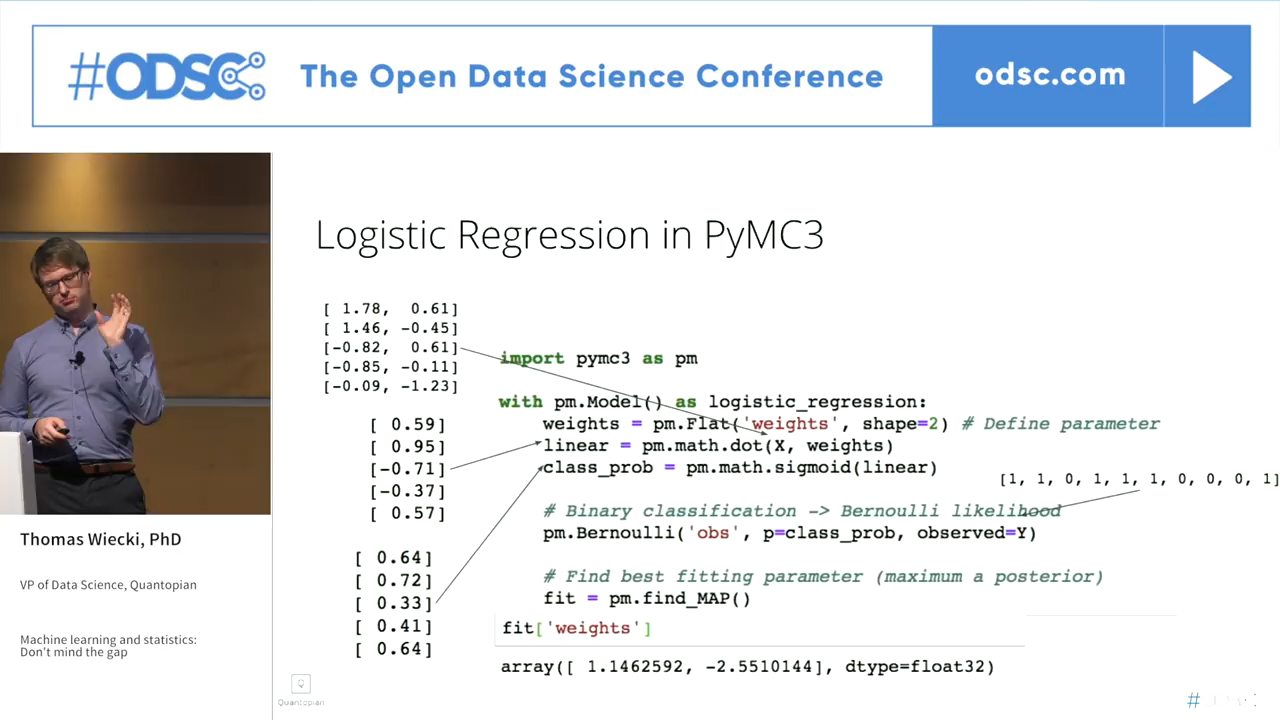 #ODSC
The Open Data Science Conference
odsc.com
Logistic Regression in PyMC3
[ 1.78,  0.61]
[ 1.46, -0.45]
[-0.82,  0.61]
[-0.85, -0.11]
[-0.09, -1.23]
[ 0.59]
[ 0.95]
[-0.71]
[-0.37]
[ 0.57]
[ 0.64]
[ 0.72]
[ 0.33]
[ 0.41]
[ 0.64]
import pymc3 as pm
with pm.Model() as logistic_regression:
weights = pm.Flat('weights', shape=2) # Define parameter
linear = pm.math.dot(X, weights)
class_prob = pm.math.sigmoid(linear)
[1, 1, 0, 1, 1, 1, 0, 0, 0, 1]
# Binary classification -> Bernoulli likelihood
pm.Bernoulli('obs', p=class_prob, observed=Y)
# Find best fitting parameter (maximum a posterior)
fit = pm.find_MAP()
fit['weights']
array([ 1.1462592, -2.5510144], dtype=float32)
Thomas Wiecki, PhD
VP of Data Science, Quantopian
Machine learning and statistics:
Don't mind the gap
Quantopian
#